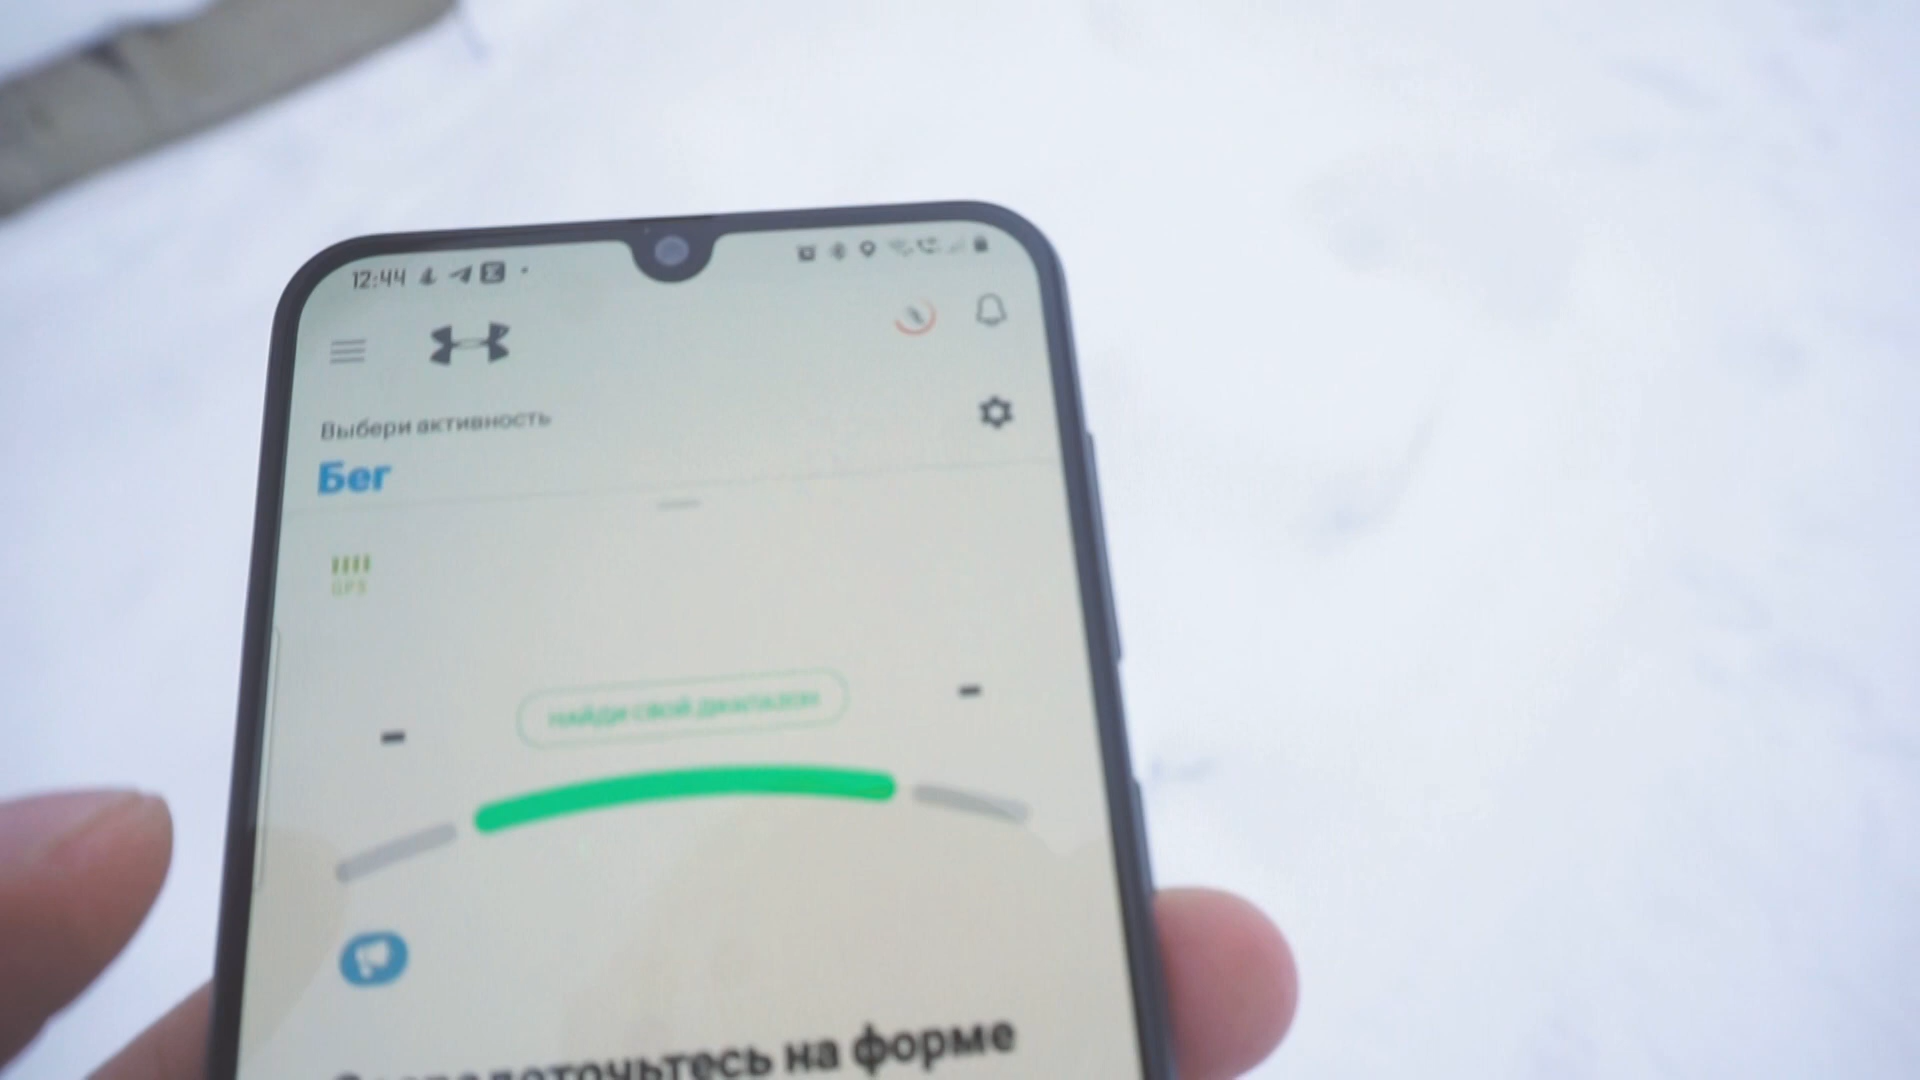 12:44
Выбери активность
Бег
GPS
НАЙДИ СВОЙ ДИАПАЗОН
Сосредоточьтесь на форме